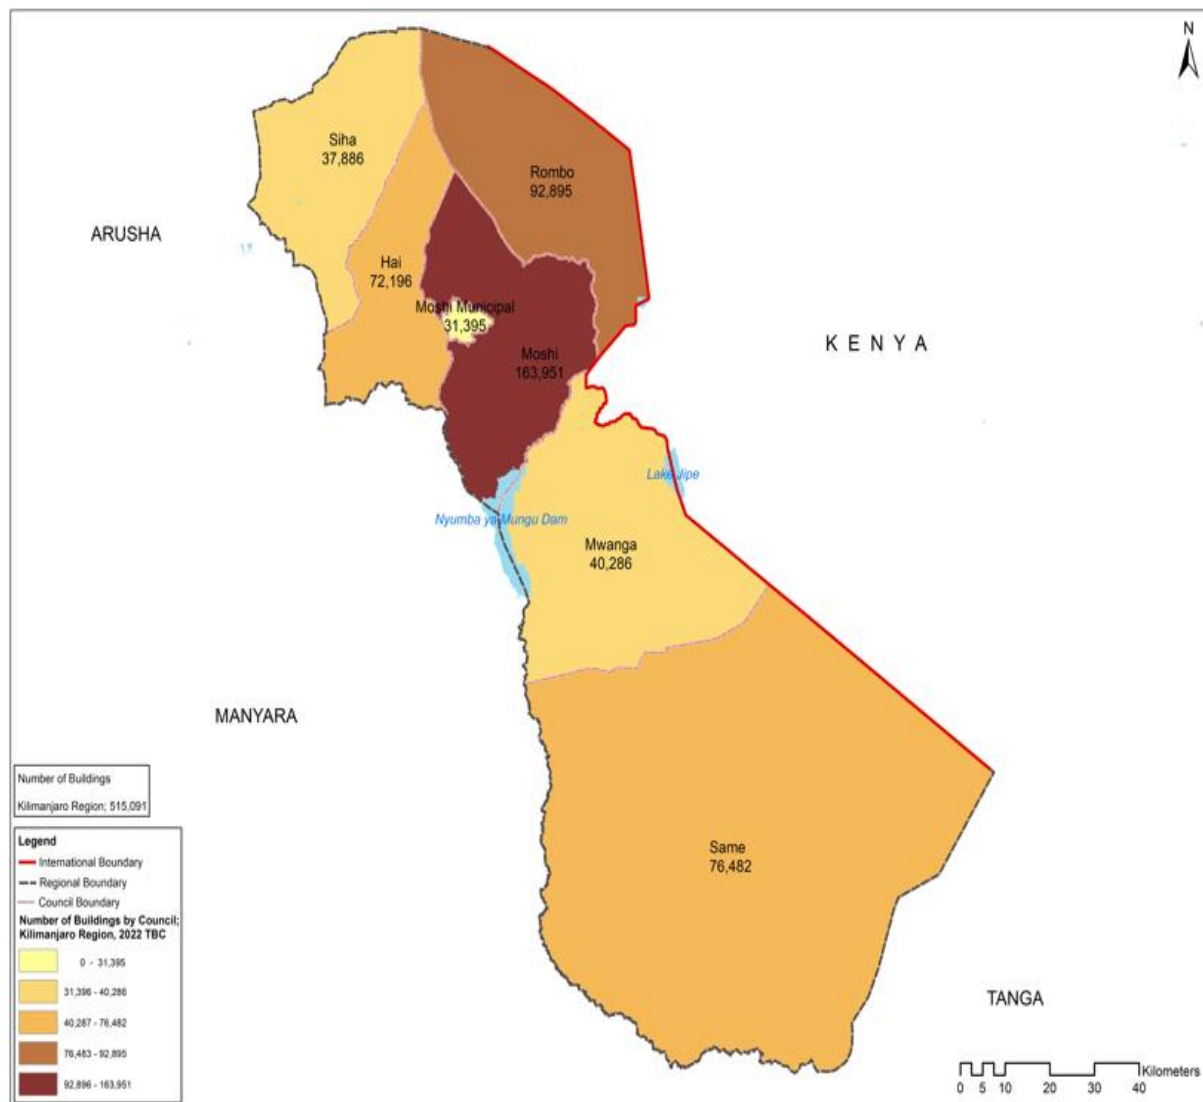 N
Siha
37,886
Rombo
92,895
ARUSHA
Hai
72,196
Moshi Municipal
31,395
KENYA
Moshi
163,951
Lake Jipe
Nyumba ya Mungu Dam
Mwanga
40,286
MANYARA
Number of Buildings
Kilimanjaro Region; 515,091
Same
76,482
Legend
International Boundary
Regional Boundary
Council Boundary
Number of Buildings by Council;
Kilimanjaro Region, 2022 TBC
0 - 31,395
31,396 - 40,286
40,287 - 76,482
76,483 - 92,895
92,896 - 163,951
TANGA
Kilometers
0 5 10 20 30 40